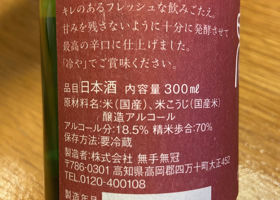 キレのあるフレッシュな飲みごたえ。
甘みを残さないように十分に発酵させて
最高の辛口に仕上げました。
「冷や」でご賞味ください。
品目 日本酒 内容量 300mℓ
原材料名:米(国産)、米こうじ(国産米)
醸造アルコール
アルコール分:18.5% 精米歩合:70%
保存方法:要冷蔵
製造者:株式会社 無手無冠
〒786-0301 高知県高岡郡四万十町大正452
TEL.0120-400108
製造年月